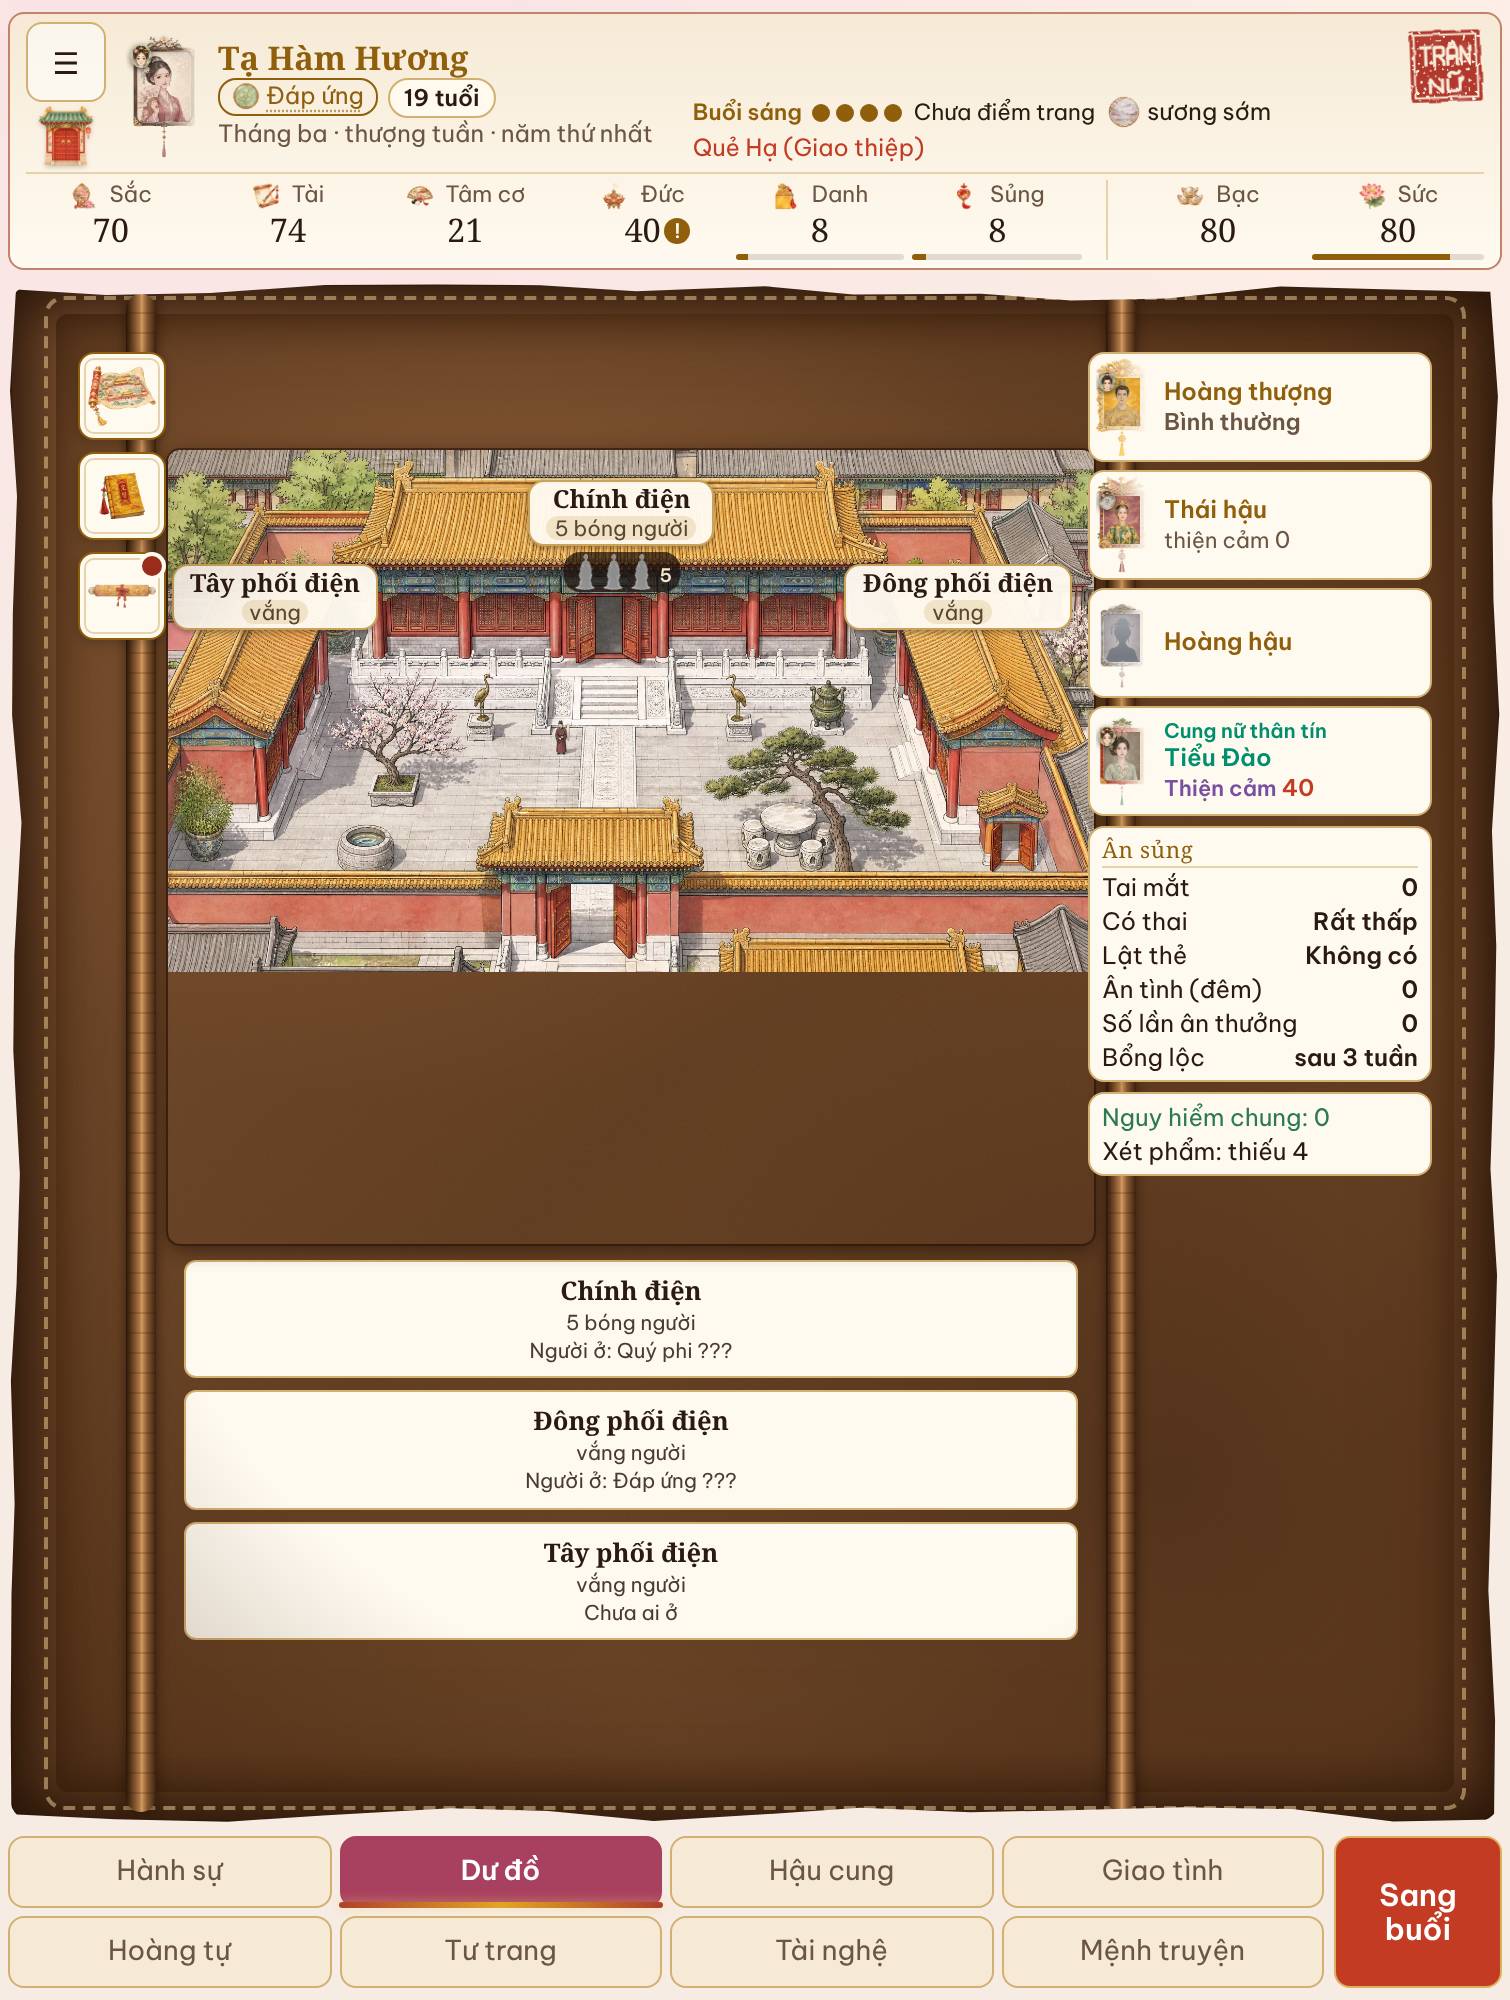 ☰
Tạ Hàm Hương
Đáp ứng
19 tuổi
Tháng ba · thượng tuần · năm thứ nhất
Buổi sáng
Chưa điểm trang
sương sớm
Quẻ Hạ (Giao thiệp)
TRÂN
NỮ
Sắc
70
Tài
74
Tâm cơ
21
Đức
40 !
Danh
8
Sủng
8
Bạc
80
Sức
80
Chính điện
5 bóng người
5
Tây phối điện
vắng
Đông phối điện
vắng
Hoàng thượng
Bình thường
Thái hậu
thiện cảm 0
Hoàng hậu
Cung nữ thân tín
Tiểu Đào
Thiện cảm 40
Ân sủng
Tai mắt 0
Có thai Rất thấp
Lật thẻ Không có
Ân tình (đêm) 0
Số lần ân thưởng 0
Bổng lộc sau 3 tuần
Nguy hiểm chung: 0
Xét phẩm: thiếu 4
Chính điện
5 bóng người
Người ở: Quý phi ???
Đông phối điện
vắng người
Người ở: Đáp ứng ???
Tây phối điện
vắng người
Chưa ai ở
Hành sự
Dư đồ
Hậu cung
Giao tình
Hoàng tự
Tư trang
Tài nghệ
Mệnh truyện
Sang
buổi